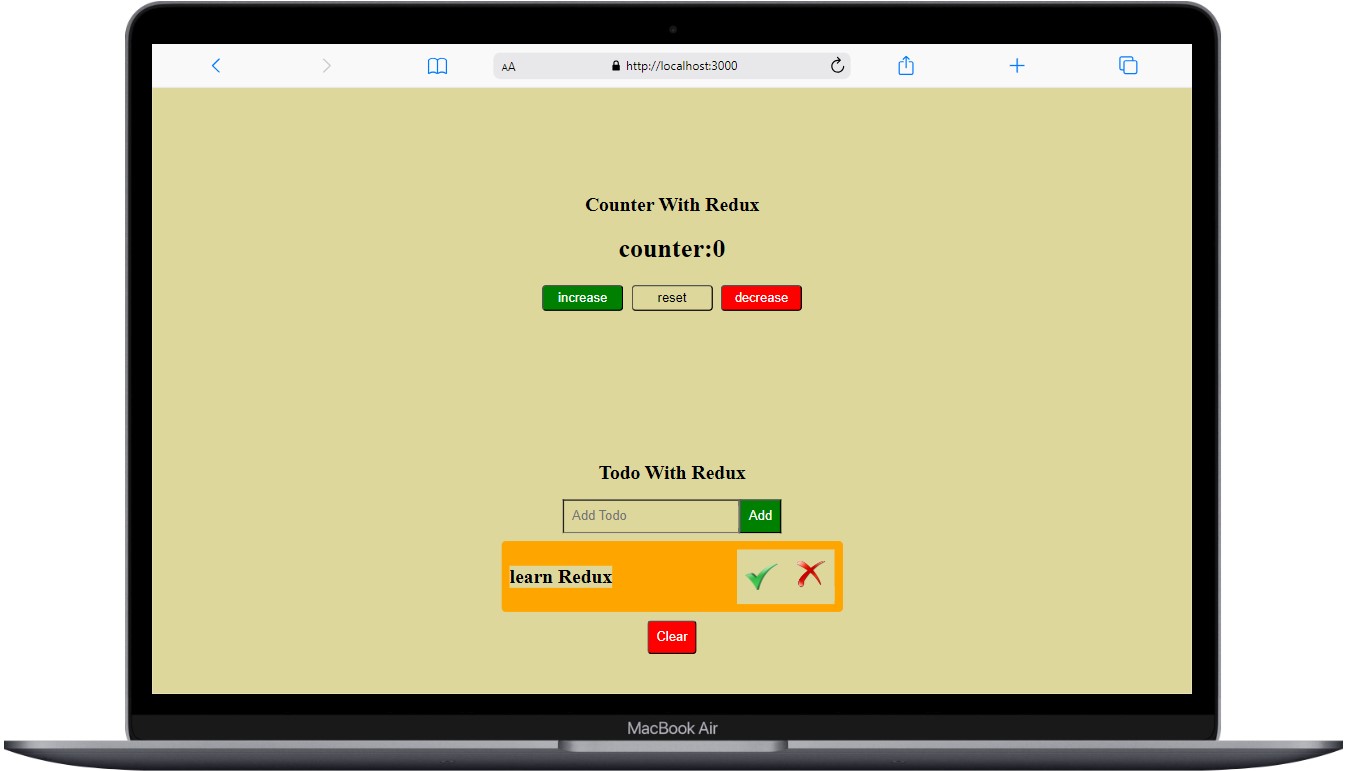 AA http://localhost:3000
Counter With Redux
counter:0
increase reset decrease
Todo With Redux
Add Todo Add
learn Redux
Clear
MacBook Air